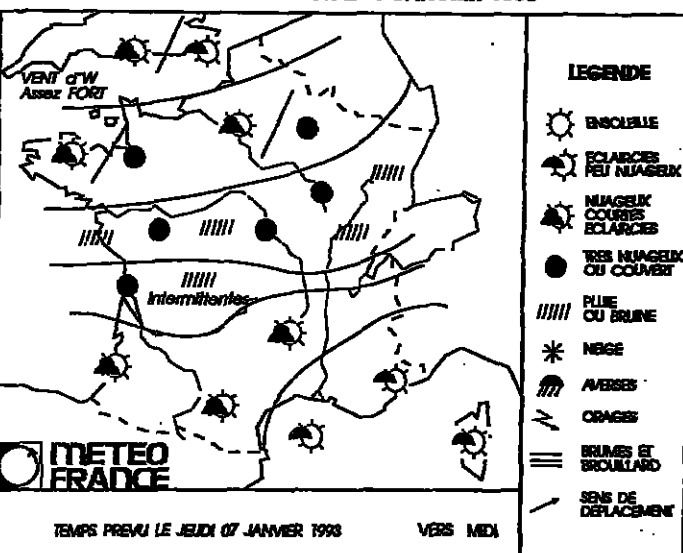 VENT d'W
Assez FORT
Intermittentes
METEO
FRANCE
TEMPS PREVU LE JEUDI 07 JANVIER 1993 VERS MIDI
LEGENDE
ENSOLEILLE
ECLAIRCIES
PEU NUAGEUX
NUAGEUX
COURTES
ECLAIRCIES
TRES NUAGEUX
OU COUVERT
PLUIE
OU BRUINE
NEIGE
AVERSES
ORAGES
BRUMES ET
BROUILLARD
SENS DE
DEPLACEMENT